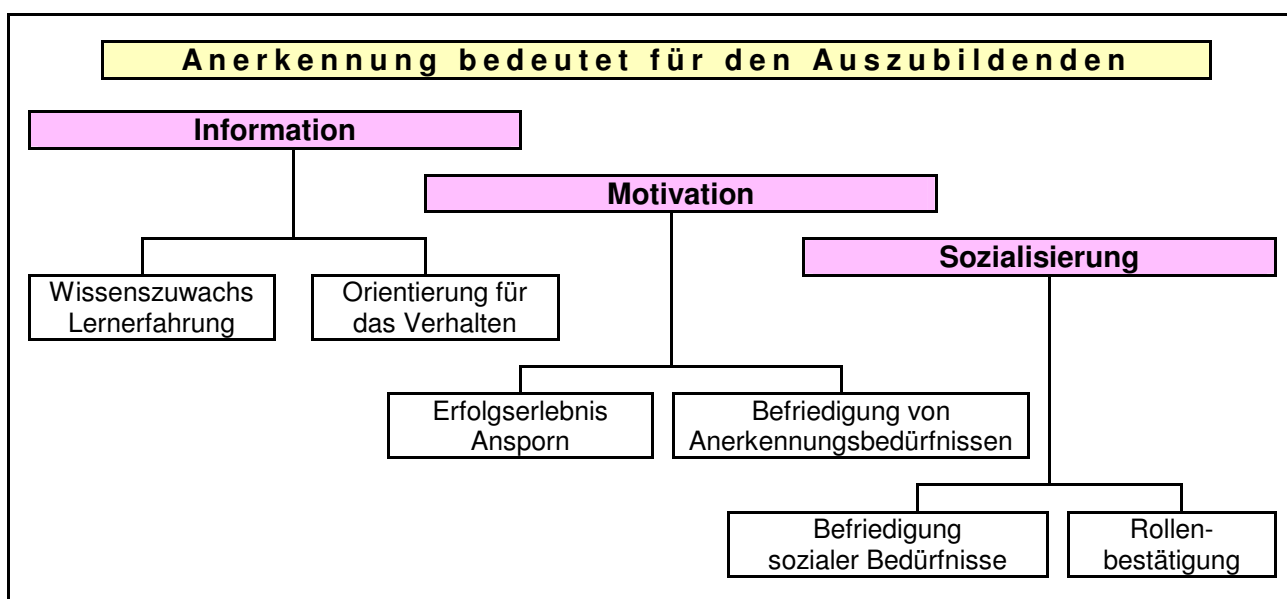 Anerkennung bedeutet für den Auszubildenden
Information
Motivation
Sozialisierung
Wissenszuwachs
Lernerfahrung
Orientierung für
das Verhalten
Erfolgserlebnis
Ansporn
Befriedigung von
Anerkennungsbedürfnissen
Befriedigung
sozialer Bedürfnisse
Rollen-
bestätigung